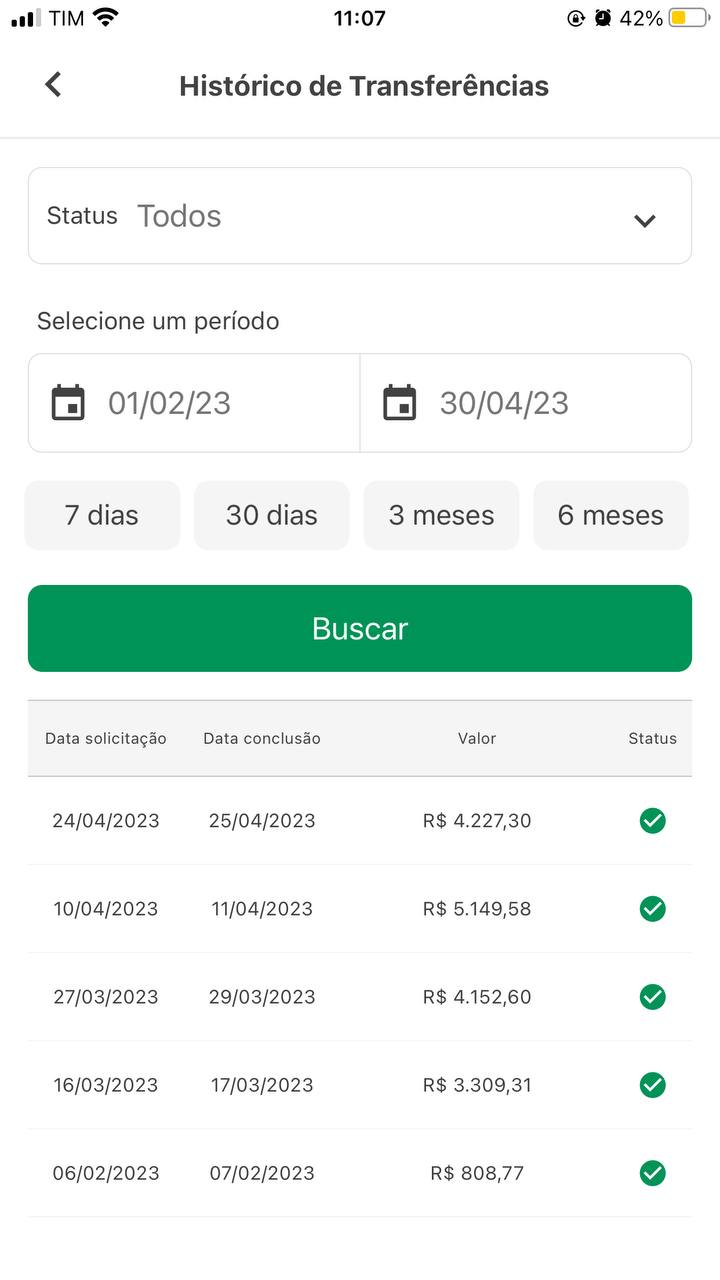 TIM 11:07 42%
Histórico de Transferências
Status Todos
Selecione um período
01/02/23 30/04/23
7 dias 30 dias 3 meses 6 meses
Buscar
Data solicitação Data conclusão Valor Status
24/04/2023 25/04/2023 R$ 4.227,30
10/04/2023 11/04/2023 R$ 5.149,58
27/03/2023 29/03/2023 R$ 4.152,60
16/03/2023 17/03/2023 R$ 3.309,31
06/02/2023 07/02/2023 R$ 808,77